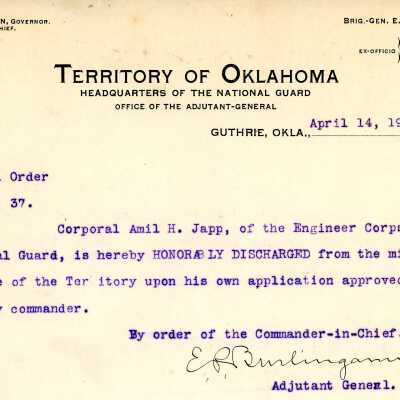 N, GOVERNOR.
BRIG.-GEN. E.
HIEF.
EX-OFFICIO
TERRITORY OF OKLAHOMA
HEADQUARTERS OF THE NATIONAL GUARD
OFFICE OF THE ADJUTANT-GENERAL
GUTHRIE, OKLA., April 14, 19
Order
37.
Corporal Amil H. Japp, of the Engineer Corps
al Guard, is hereby HONORABLY DISCHARGED from the mi
e of the Territory upon his own application approved
y commander.
By order of the Commander-in-Chief.
E. P. Burlingame
Adjutant General.